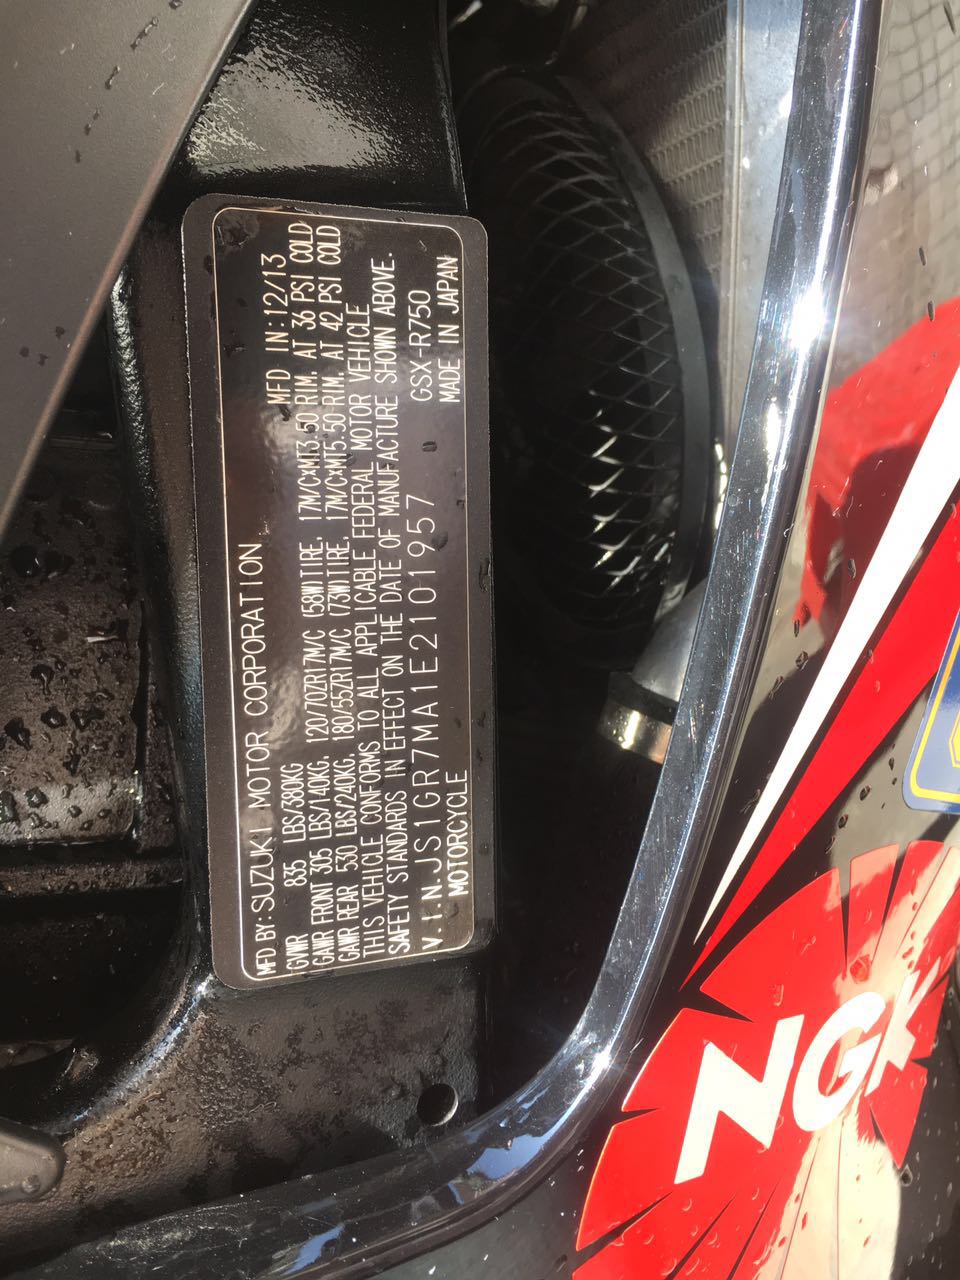 MFD BY: SUZUKI MOTOR CORPORATION MFD IN: 12/13
GVWR 835 LBS/380KG
GAWR FRONT 305 LBS/140KG, 120/70ZR17M/C (58W)TIRE, 17M/CxMT3.50 RIM, AT 36 PSI COLD
GAWR REAR 530 LBS/240KG, 180/55ZR17M/C (73W)TIRE, 17M/CxMT5.50 RIM, AT 42 PSI COLD
THIS VEHICLE CONFORMS TO ALL APPLICABLE FEDERAL MOTOR VEHICLE
SAFETY STANDARDS IN EFFECT ON THE DATE OF MANUFACTURE SHOWN ABOVE.
V.I.N.JS1GR7MA1E2101957 GSX-R750
MOTORCYCLE MADE IN JAPAN
NGK